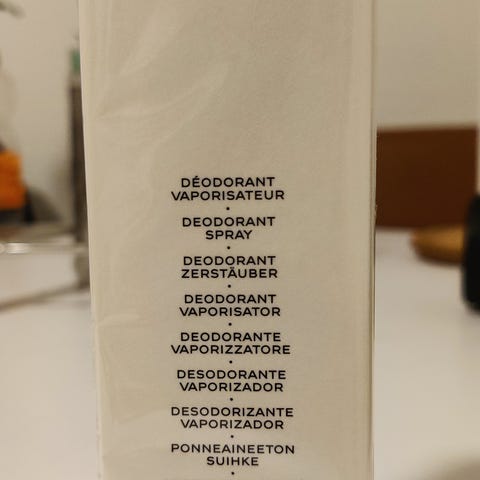 DÉODORANT
VAPORISATEUR
•
DEODORANT
SPRAY
•
DEODORANT
ZERSTÄUBER
•
DEODORANT
VAPORISATOR
•
DEODORANTE
VAPORIZZATORE
•
DESODORANTE
VAPORIZADOR
•
DESODORIZANTE
VAPORIZADOR
•
PONNEAINEETON
SUIHKE
•